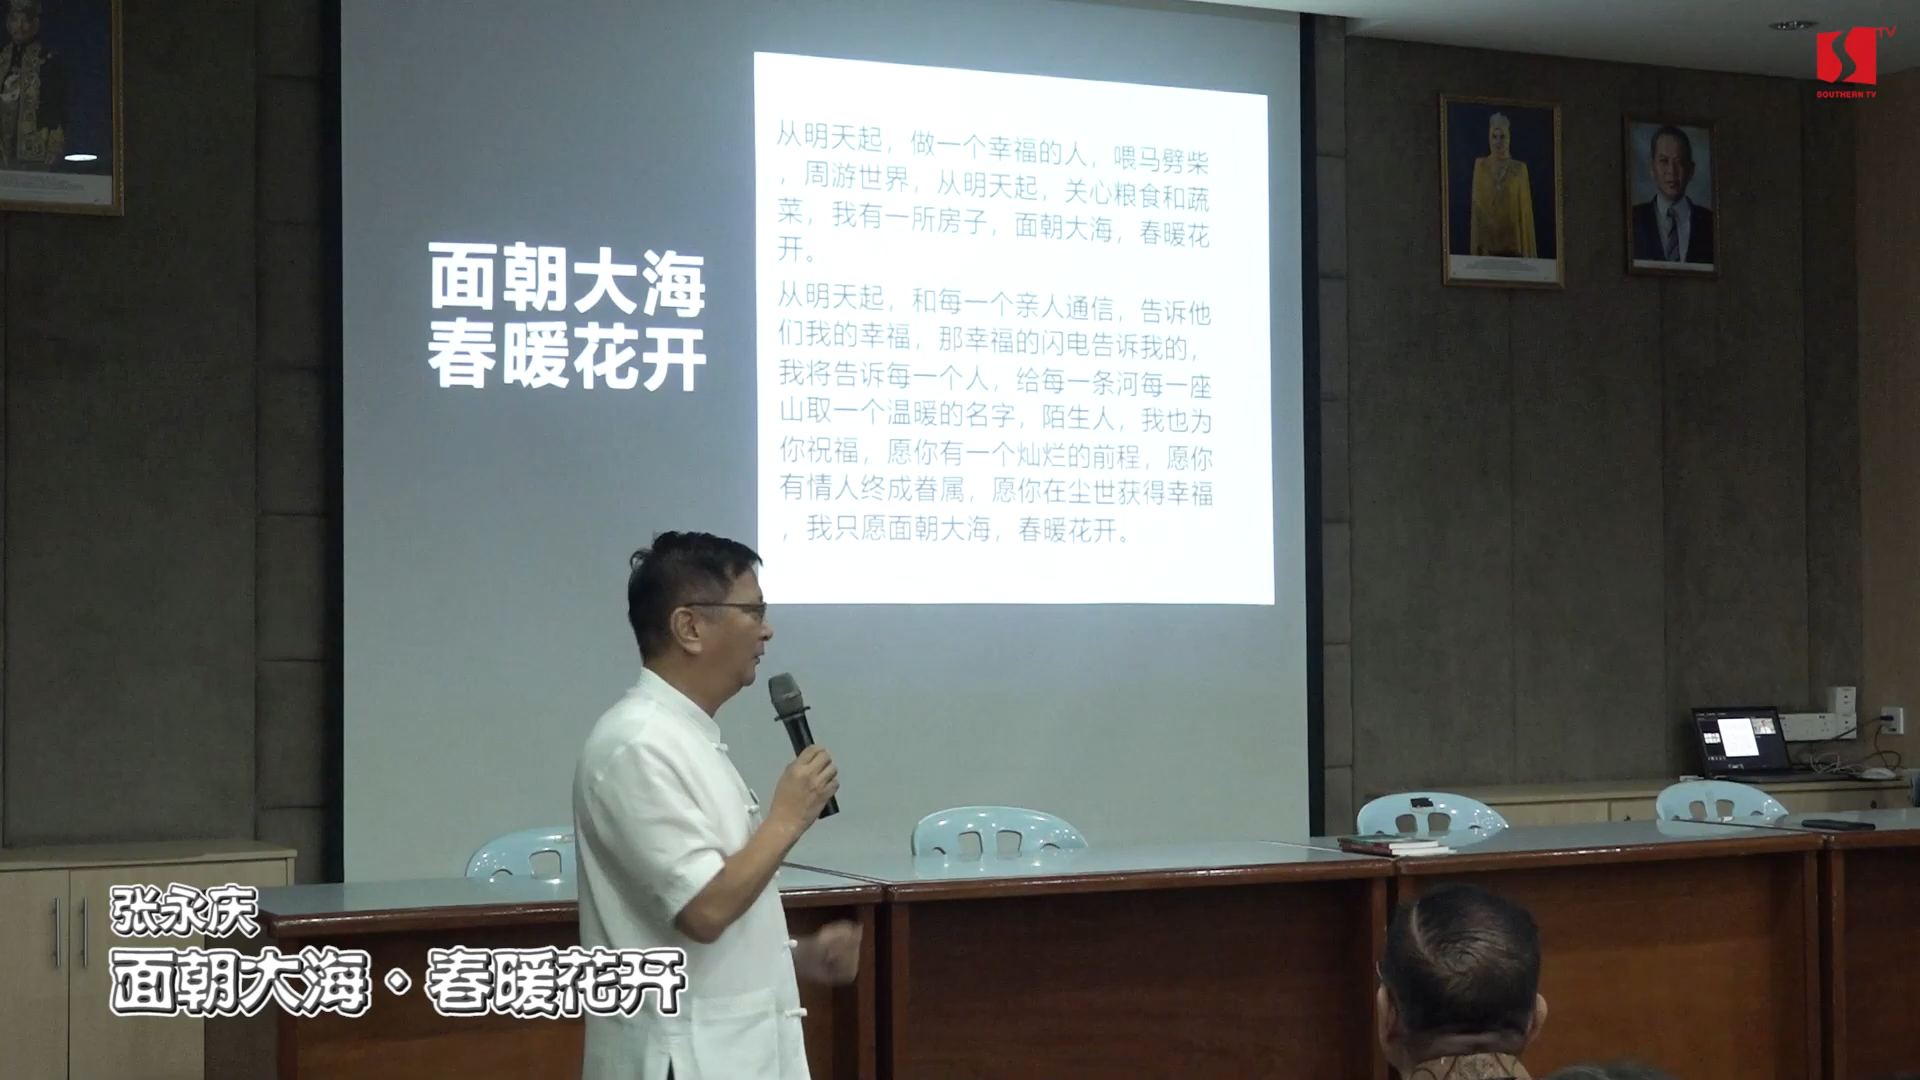 TV
SOUTHERN TV
面朝大海
春暖花开
从明天起，做一个幸福的人，喂马劈柴
，周游世界，从明天起，关心粮食和蔬
菜，我有一所房子，面朝大海，春暖花
开。
从明天起，和每一个亲人通信，告诉他
们我的幸福，那幸福的闪电告诉我的，
我将告诉每一个人，给每一条河每一座
山取一个温暖的名字，陌生人，我也为
你祝福，愿你有一个灿烂的前程，愿你
有情人终成眷属，愿你在尘世获得幸福
，我只愿面朝大海，春暖花开。
张永庆
面朝大海·春暖花开